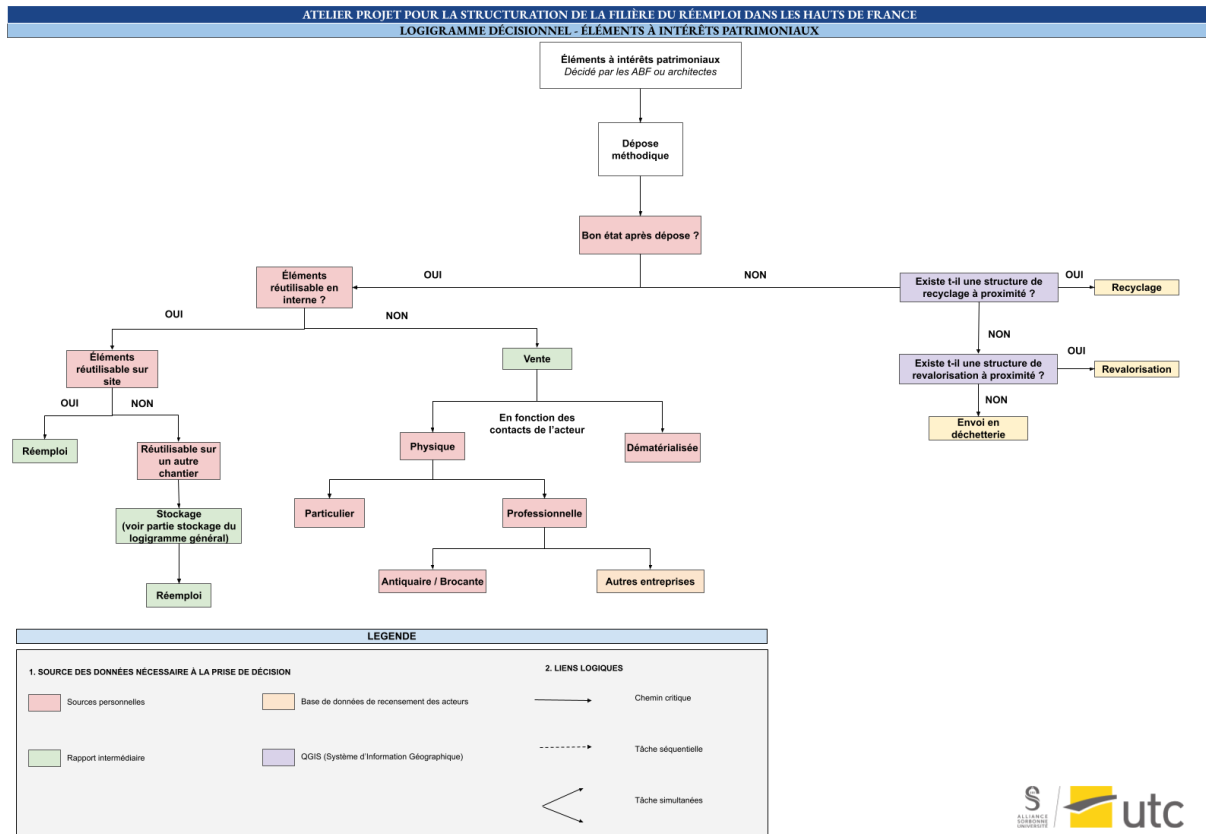 ATELIER PROJET POUR LA STRUCTURATION DE LA FILIÈRE DU RÉEMPLOI DANS LES HAUTS DE FRANCE
LOGIGRAMME DÉCISIONNEL - ÉLÉMENTS À INTÉRÊTS PATRIMONIAUX
Éléments à intérêts patrimoniaux
Décidé par les ABF ou architectes
Dépose
méthodique
Bon état après dépose ?
OUI
NON
Éléments
réutilisable en
interne ?
Existe t-il une structure de
recyclage à proximité ?
OUI
Recyclage
OUI
NON
NON
Éléments
réutilisable sur
site
Vente
Existe t-il une structure de
revalorisation à proximité ?
OUI
Revalorisation
OUI
NON
En fonction des
contacts de l'acteur
NON
Envoi en
déchetterie
Réemploi
Réutilisable sur
un autre
chantier
Physique
Dématérialisée
Stockage
(voir partie stockage du
logigramme général)
Particulier
Professionnelle
Réemploi
Antiquaire / Brocante
Autres entreprises
LEGENDE
1. SOURCE DES DONNÉES NÉCESSAIRE À LA PRISE DE DÉCISION
2. LIENS LOGIQUES
Sources personnelles
Base de données de recensement des acteurs
Chemin critique
Rapport intermédiaire
QGIS (Système d'Information Géographique)
Tâche séquentielle
Tâche simultanées
ALLIANCE
SORBONNE
UNIVERSITÉ
utc